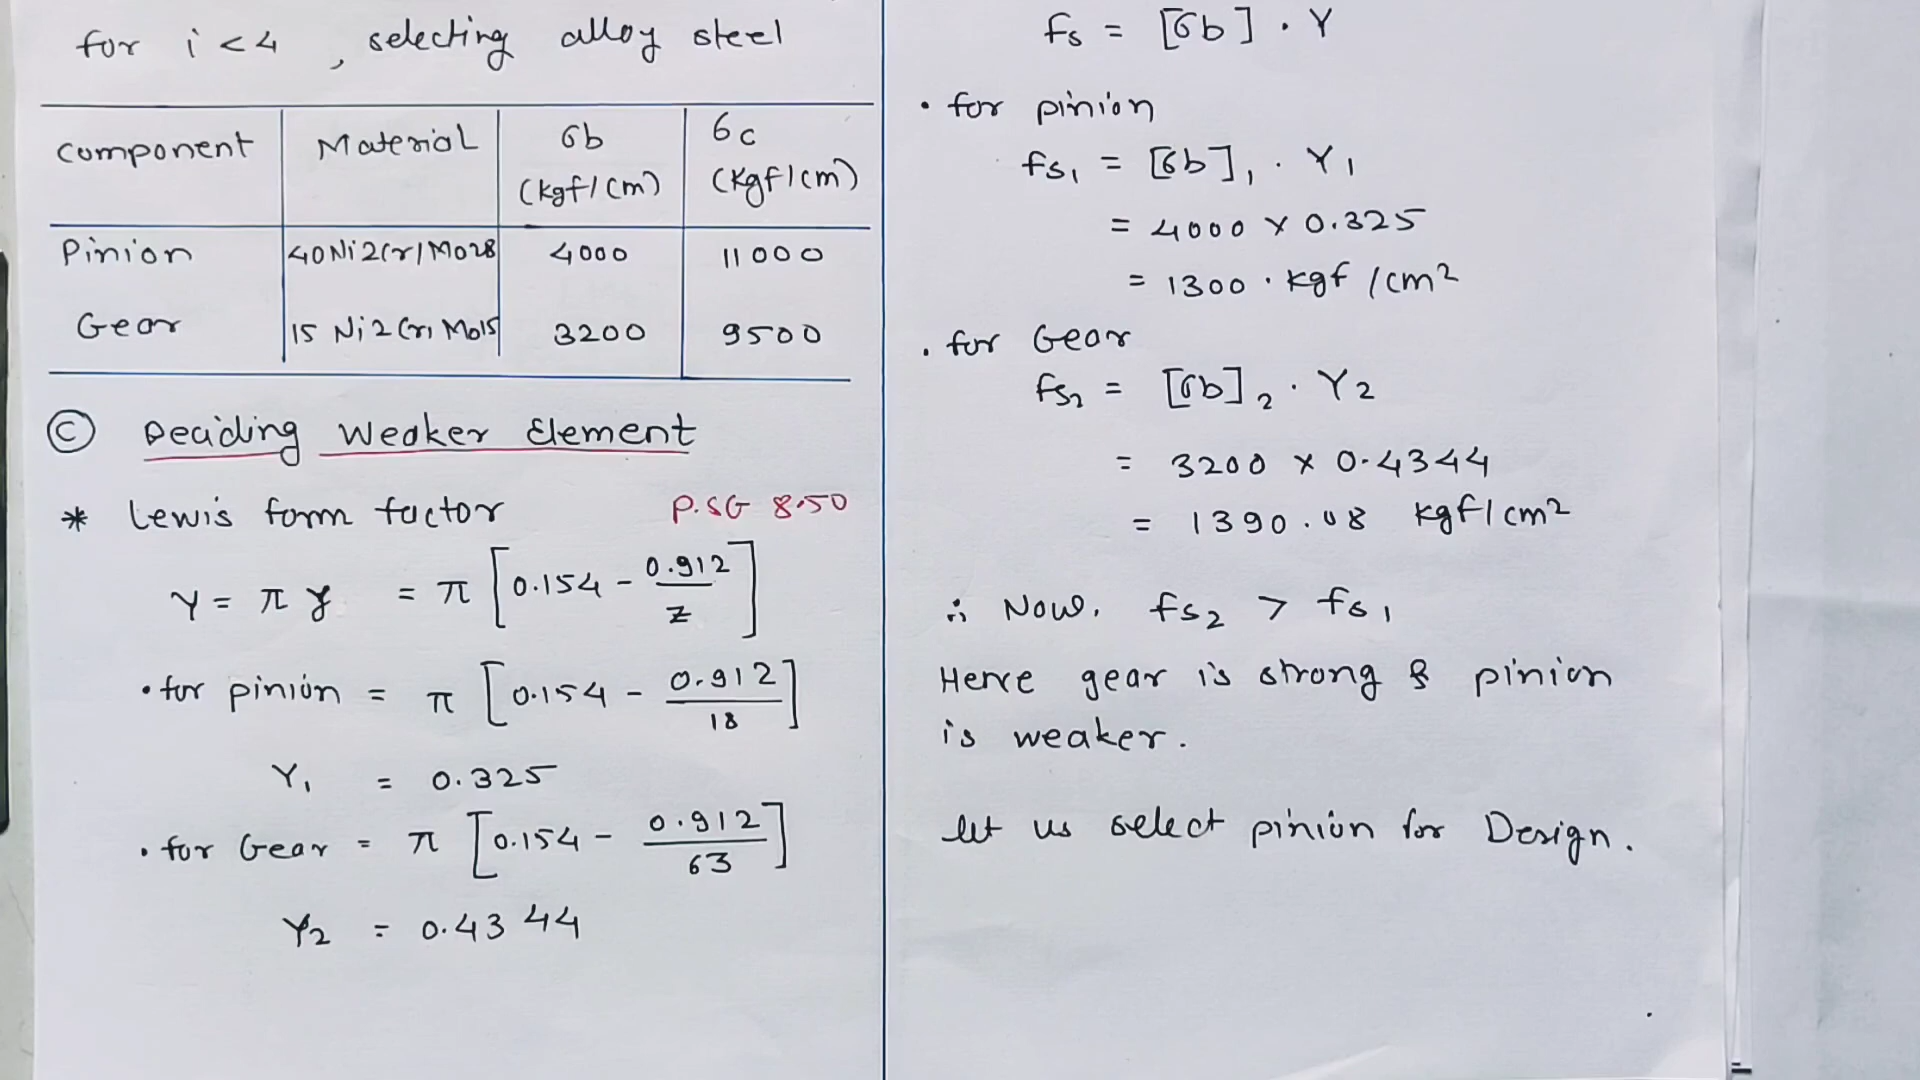 for i < 4 , selecting alloy steel
component Material σb (kgf/cm) σc (kgf/cm)
Pinion 40Ni2Cr1Mo28 4000 11000
Gear 15 Ni2Cr1Mo15 3200 9500
(C) Deciding Weaker Element
* Lewis form factor P.SG 8.50
Y = π y = π [0.154 - 0.912/z]
• for pinion = π [0.154 - 0.912/18]
Y1 = 0.325
• for Gear = π [0.154 - 0.912/63]
Y2 = 0.4344
fs = [σb] . Y
• for pinion
fs1 = [σb]1 . Y1
= 4000 × 0.325
= 1300 . kgf /cm²
• for Gear
fs2 = [σb]2 . Y2
= 3200 × 0.4344
= 1390.08 kgf/cm²
∴ Now, fs2 > fs1
Hence gear is strong & pinion
is weaker.
let us select pinion for Design.